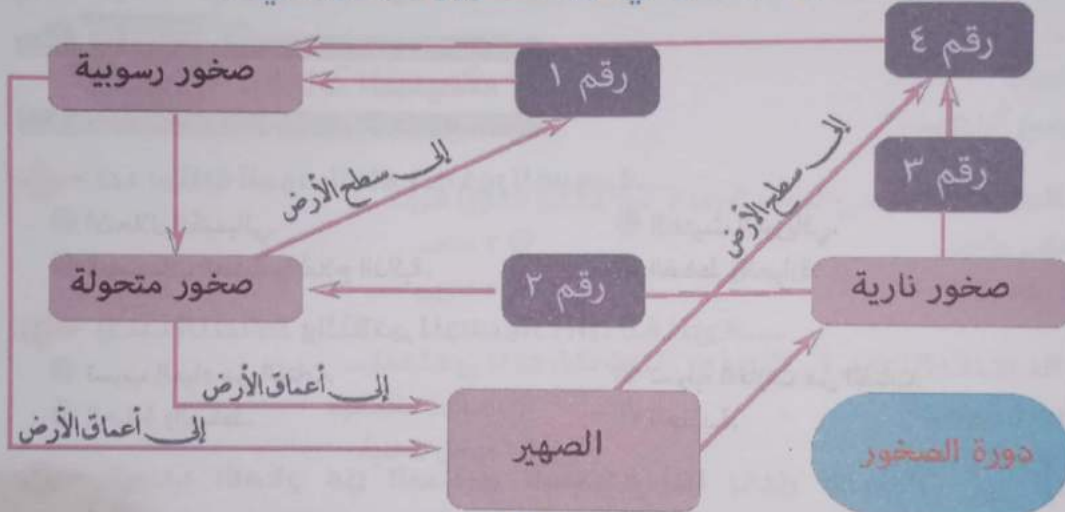 رقم ٤
صخور رسوبية
رقم ١
إلى سطح الأرض
إلى سطح الأرض
رقم ٣
صخور متحولة
رقم ٢
صخور نارية
إلى أعماق الأرض
إلى أعماق الأرض
الصهير
دورة الصخور